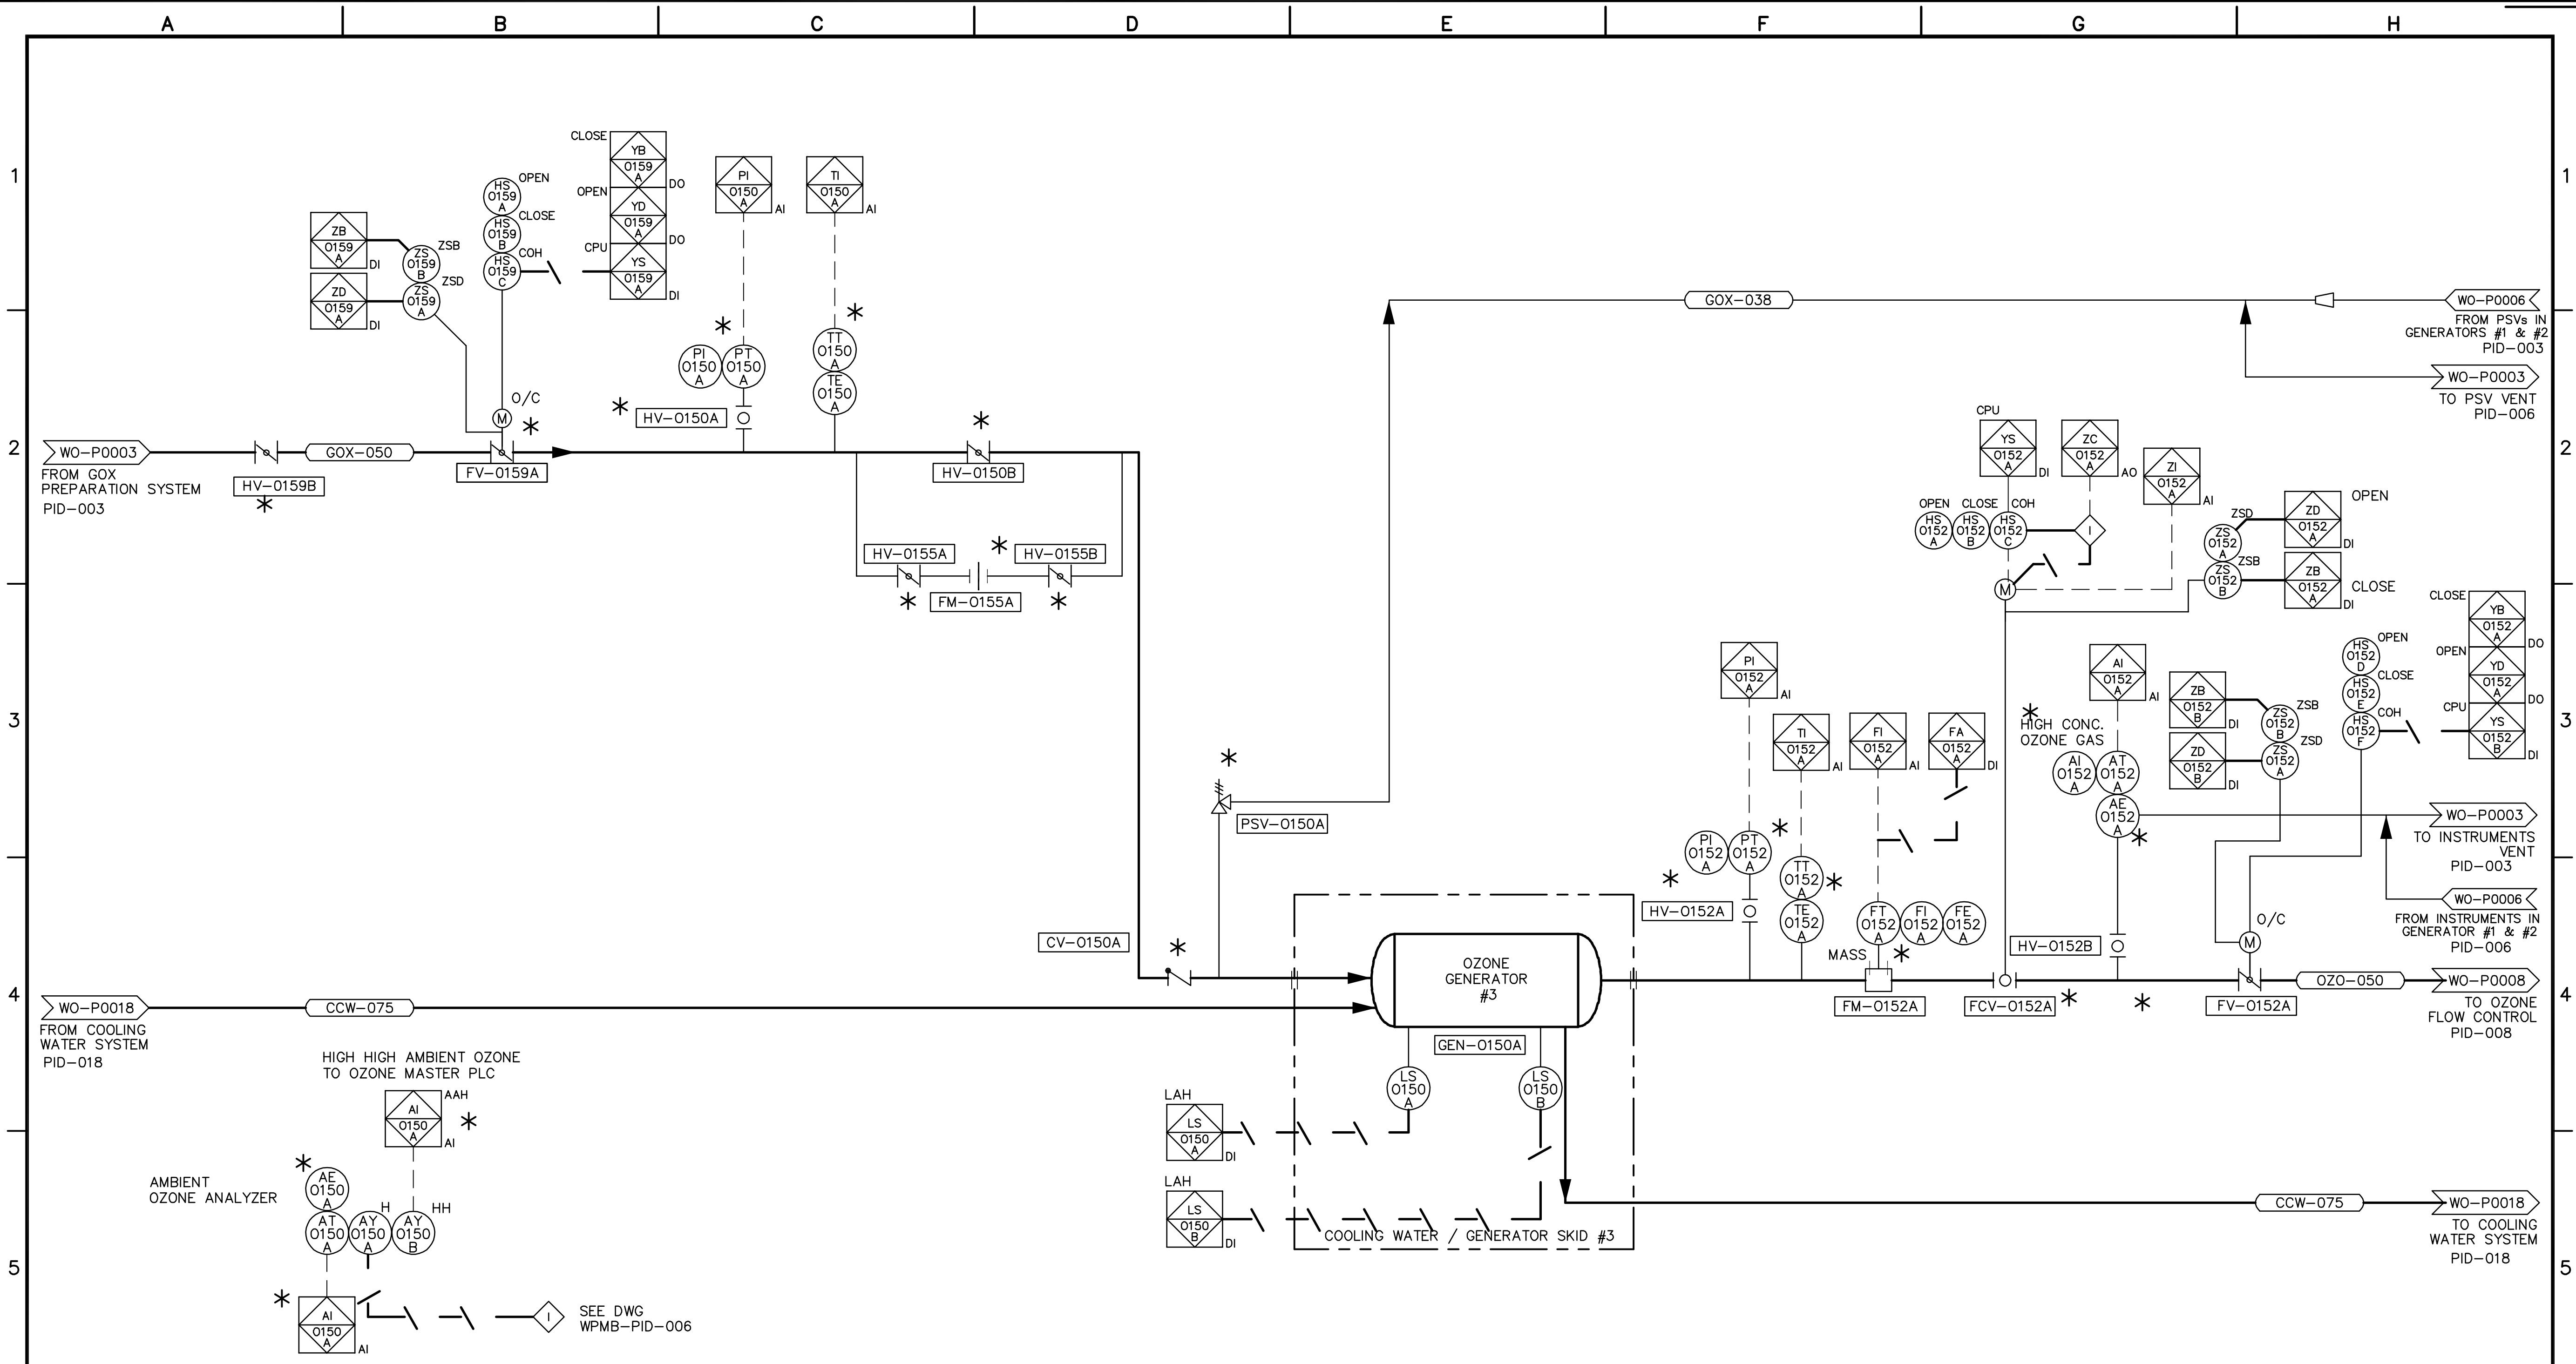 A B C D E F G H
1
1
2
2
3
3
4
4
5
5
WO-P0003
FROM GOX
PREPARATION SYSTEM
PID-003
HV-0159B
*
GOX-050
ZB
0159
A
DI
ZD
0159
A
DI
ZS
0159
B
ZSB
ZS
0159
A
ZSD
HS
0159
A
OPEN
HS
0159
B
CLOSE
HS
0159
C
COH
CLOSE
YB
0159
A
DO
OPEN
YD
0159
A
DO
CPU
YS
0159
A
DI
M
O/C
*
FV-0159A
PI
0150
A
AI
TI
0150
A
AI
*
PI
0150
A
PT
0150
A
*
TT
0150
A
TE
0150
A
*
HV-0150A
*
HV-0150B
HV-0155A
*
*
HV-0155B
*
FM-0155A
GOX-038
WO-P0006
FROM PSVs IN
GENERATORS #1 & #2
PID-003
WO-P0003
TO PSV VENT
PID-006
*
PSV-0150A
CV-0150A
*
CPU
YS
0152
A
DI
ZC
0152
A
AO
ZI
0152
A
AI
OPEN CLOSE COH
HS
0152
A
HS
0152
B
HS
0152
C
I
M
ZSD
ZS
0152
A
ZSB
ZS
0152
B
ZD
0152
A
DI
OPEN
ZB
0152
A
DI
CLOSE
CLOSE
YB
0152
A
DO
OPEN
YD
0152
A
DO
CPU
YS
0152
B
DI
HS
0152
D
OPEN
HS
0152
E
CLOSE
HS
0152
F
COH
PI
0152
A
AI
TI
0152
A
AI
FI
0152
A
AI
FA
0152
A
DI
*
HIGH CONC.
OZONE GAS
AI
0152
A
AI
AI
0152
A
AT
0152
A
AE
0152
A
*
ZB
0152
B
DI
ZD
0152
B
DI
ZS
0152
B
ZSB
ZS
0152
A
ZSD
WO-P0003
TO INSTRUMENTS
VENT
PID-003
WO-P0006
FROM INSTRUMENTS IN
GENERATOR #1 & #2
PID-006
PI
0152
A
PT
0152
A
*
*
HV-0152A
TT
0152
A
*
TE
0152
A
FT
0152
A
FI
0152
A
FE
0152
A
MASS
*
FM-0152A
FCV-0152A
*
HV-0152B
*
M
O/C
FV-0152A
OZO-050
WO-P0008
TO OZONE
FLOW CONTROL
PID-008
OZONE
GENERATOR
#3
GEN-0150A
LS
0150
A
LS
0150
B
LAH
LS
0150
A
DI
LAH
LS
0150
B
DI
COOLING WATER / GENERATOR SKID #3
WO-P0018
FROM COOLING
WATER SYSTEM
PID-018
CCW-075
CCW-075
WO-P0018
TO COOLING
WATER SYSTEM
PID-018
HIGH HIGH AMBIENT OZONE
TO OZONE MASTER PLC
AI
0150
A
AAH
*
AI
AMBIENT
OZONE ANALYZER
*
AE
0150
A
AT
0150
A
AY
0150
A
H
AY
0150
B
HH
*
AI
0150
A
AI
I
SEE DWG
WPMB-PID-006